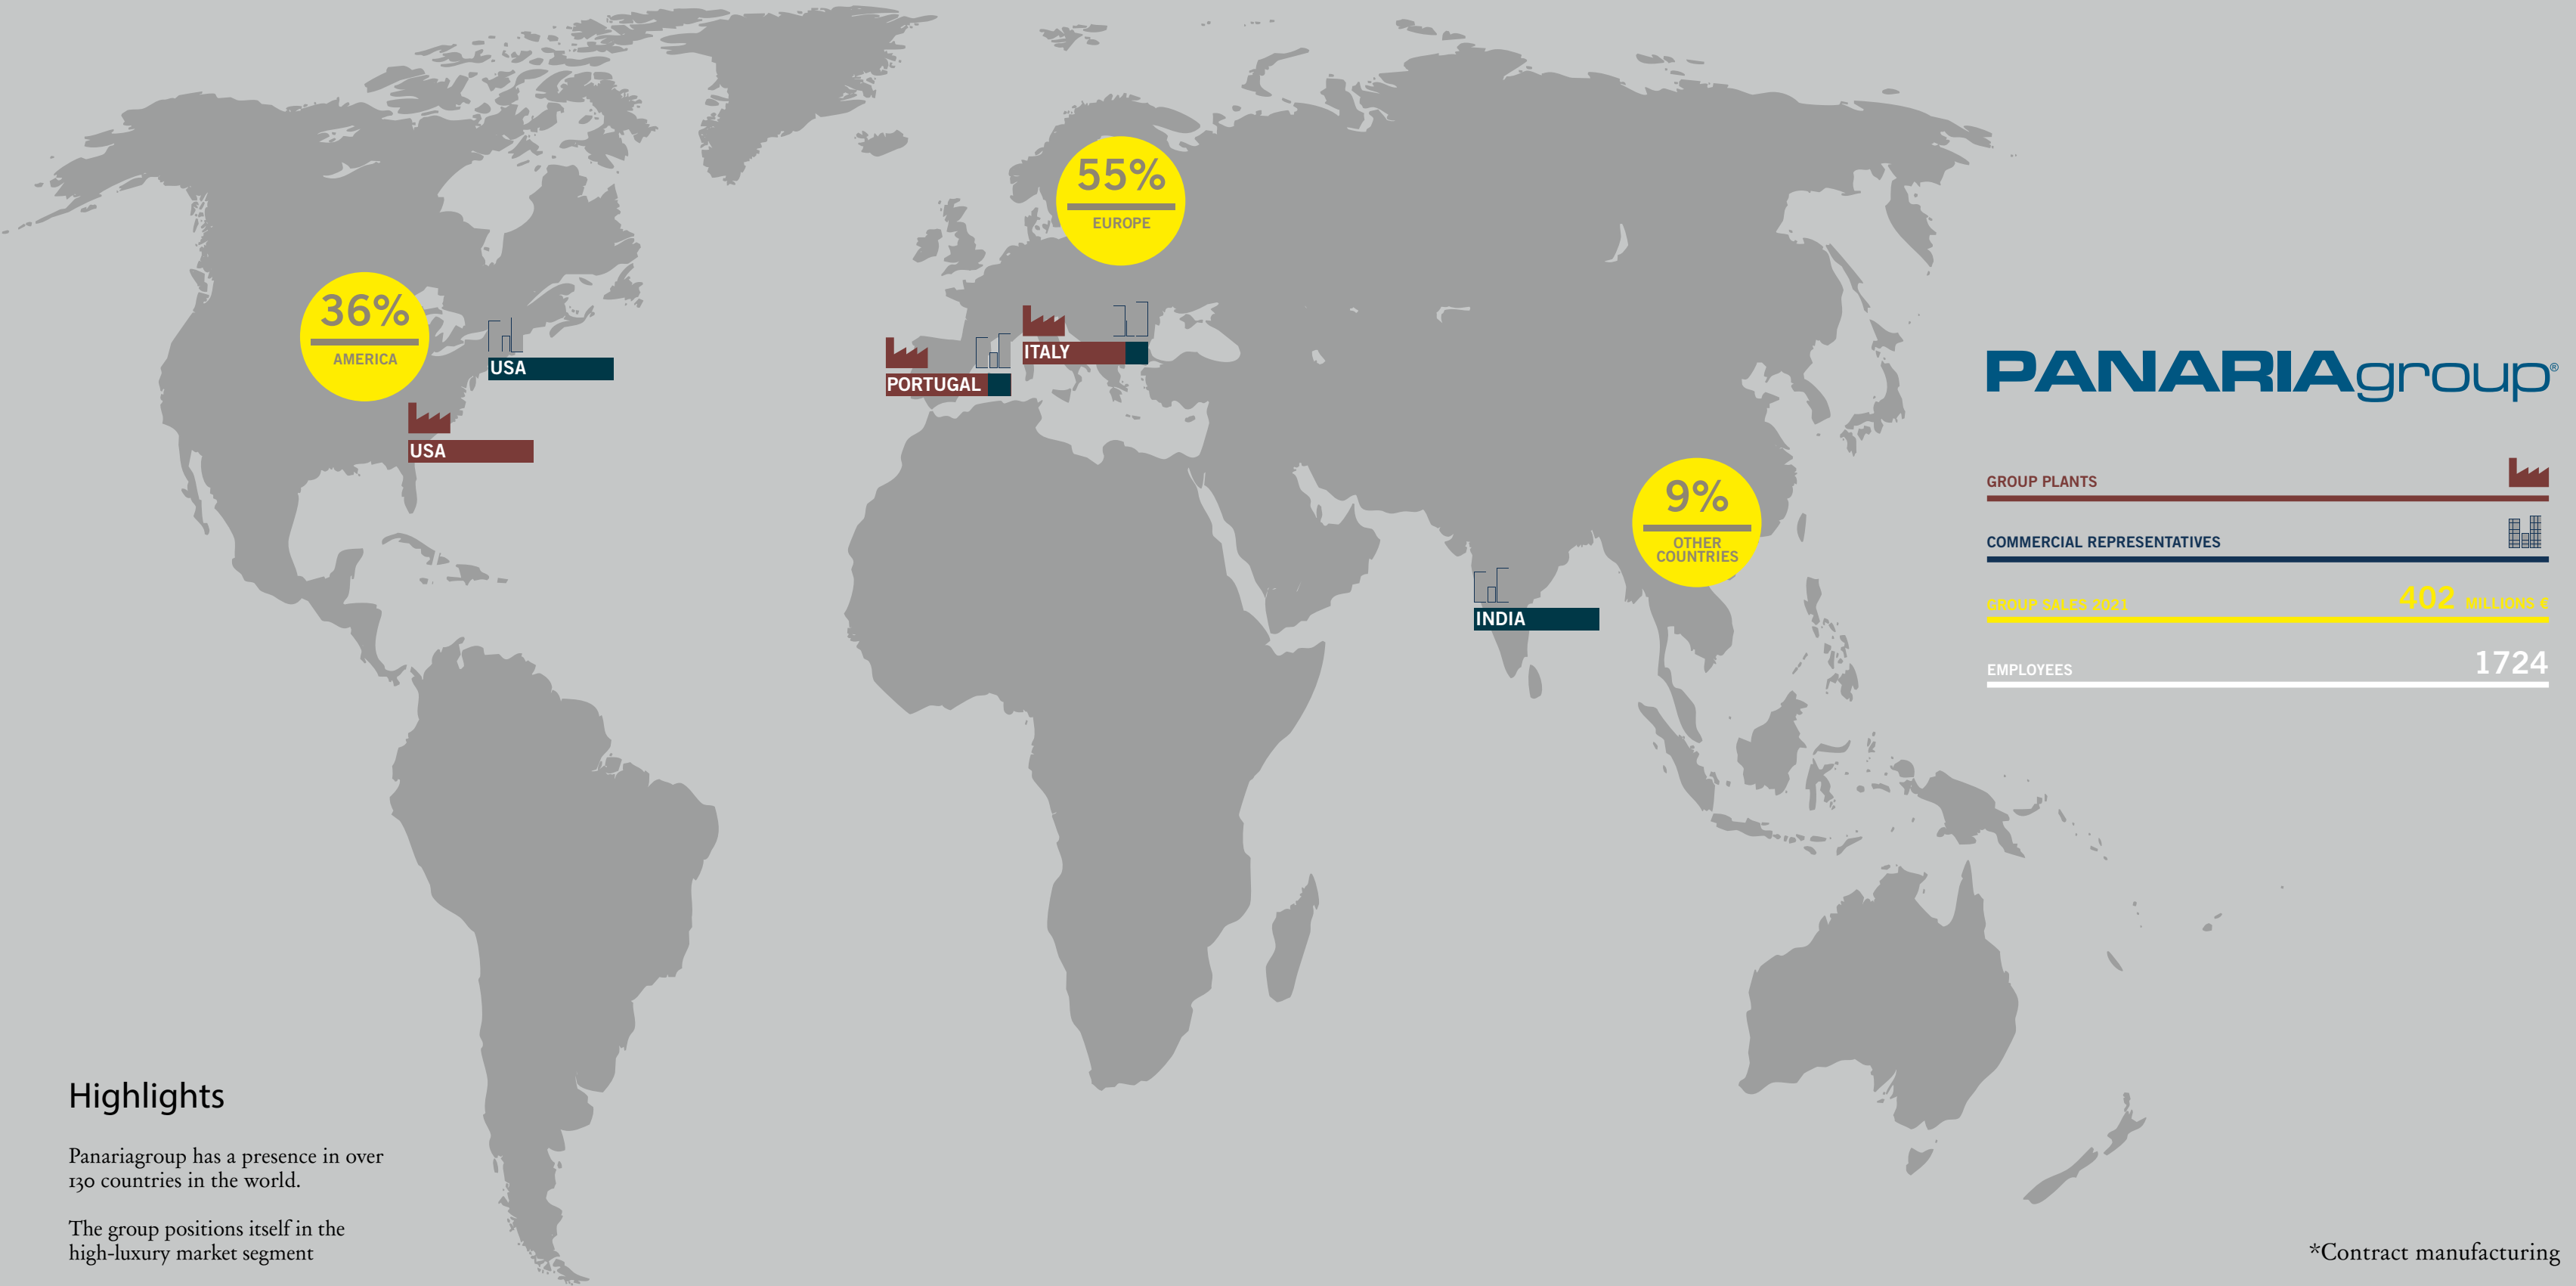 55%
EUROPE
36%
AMERICA
USA
USA
PORTUGAL
ITALY
9%
OTHER
COUNTRIES
INDIA
PANARIAgroup®
GROUP PLANTS
COMMERCIAL REPRESENTATIVES
GROUP SALES 2021 402 MILLIONS €
EMPLOYEES 1724
Highlights
Panariagroup has a presence in over
130 countries in the world.
The group positions itself in the
high-luxury market segment
*Contract manufacturing